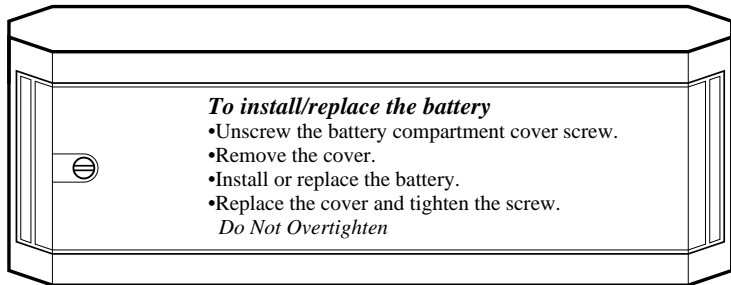 To install/replace the battery
•Unscrew the battery compartment cover screw.
•Remove the cover.
•Install or replace the battery.
•Replace the cover and tighten the screw.
Do Not Overtighten